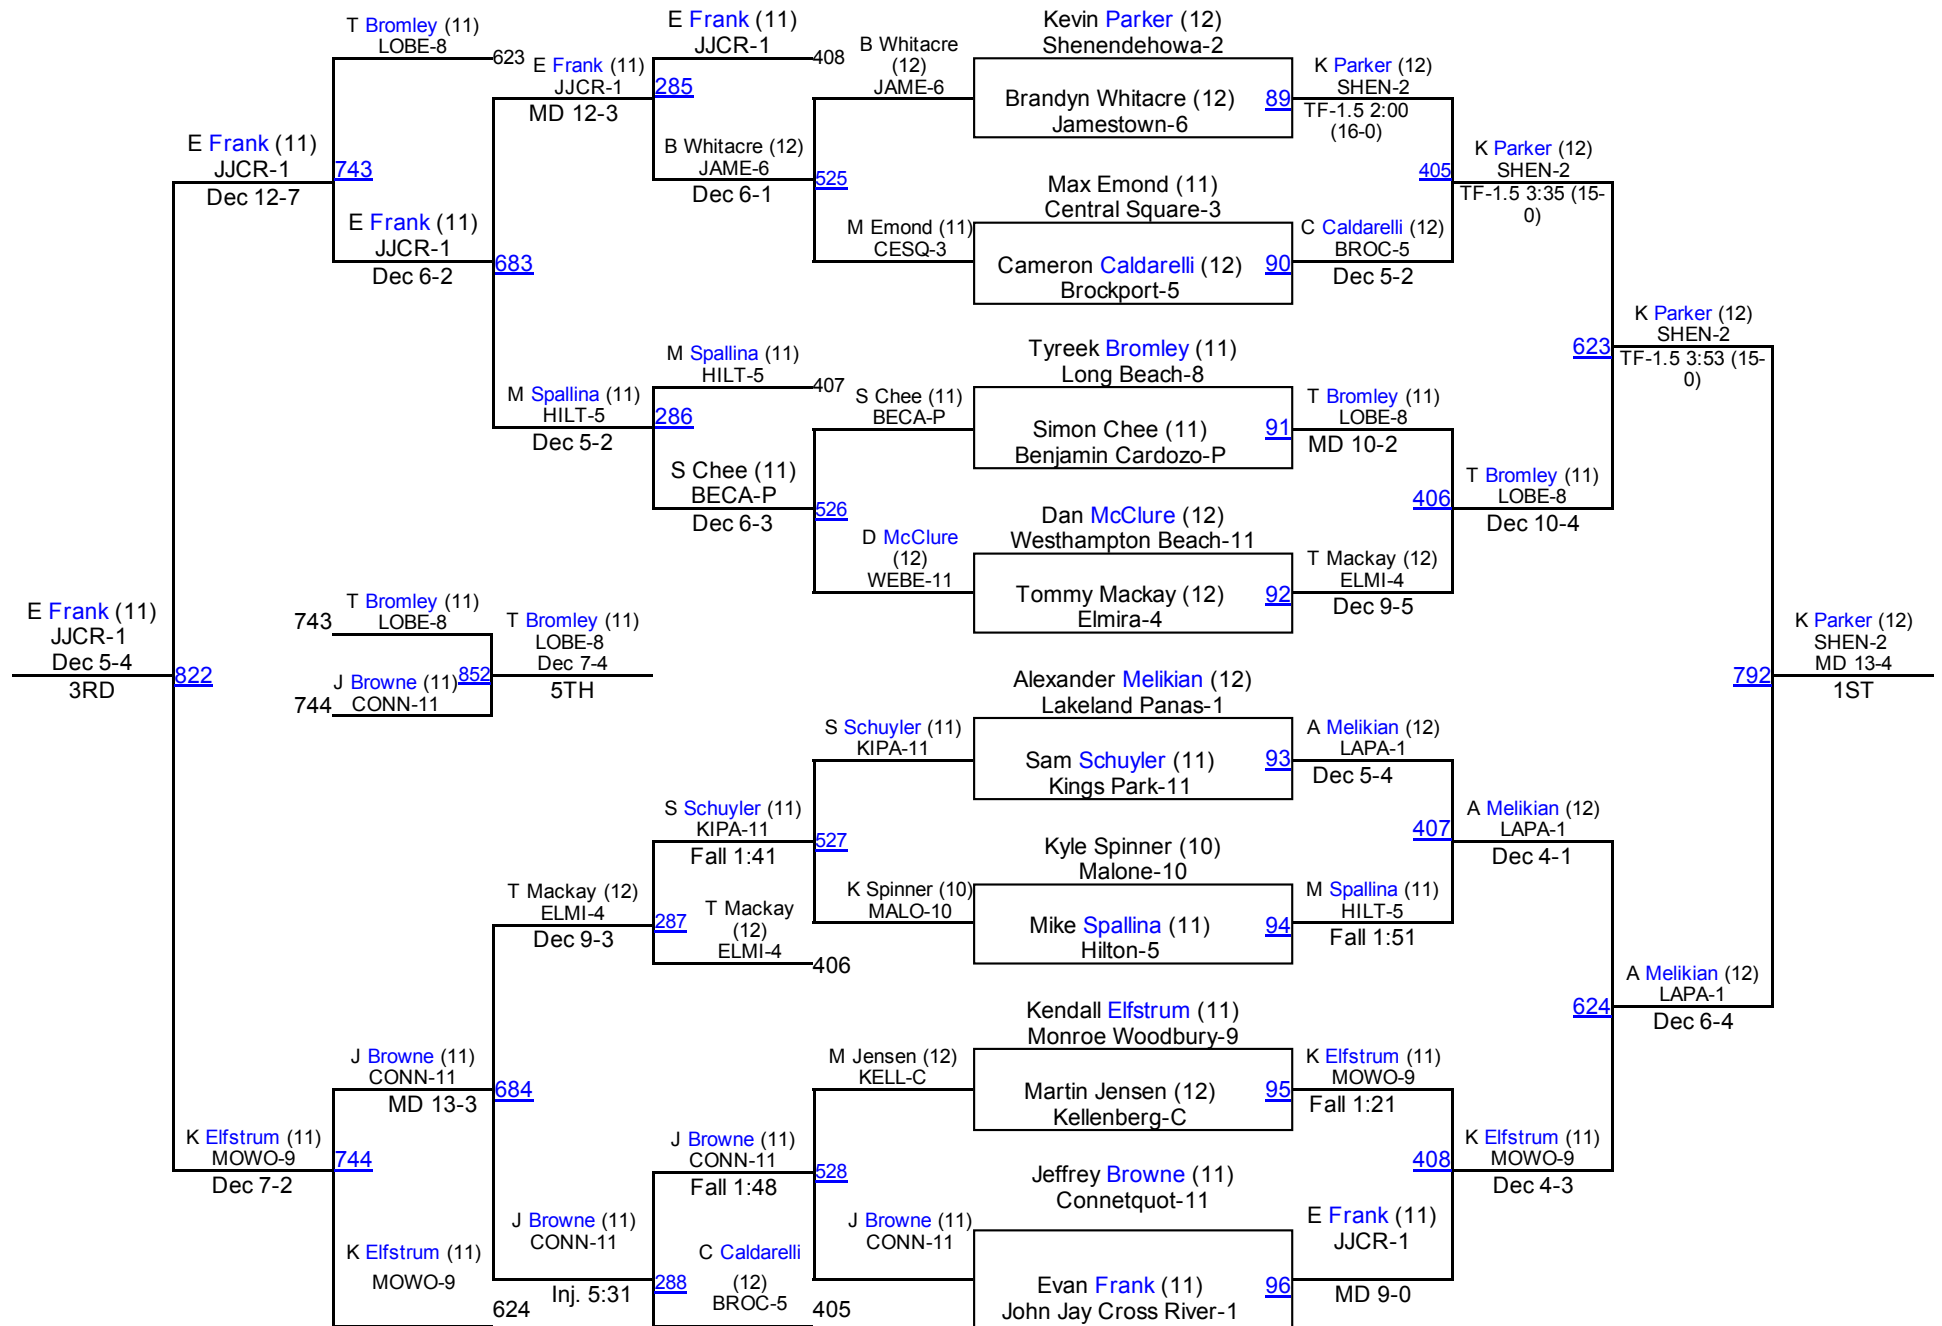 T Bromley (11)
LOBE-8
623
E Frank (11)
JJCR-1
MD 12-3
E Frank (11)
JJCR-1
408
285
B Whitacre
(12)
JAME-6
Kevin Parker (12)
Shenendehowa-2
Brandyn Whitacre (12)
89
Jamestown-6
K Parker (12)
SHEN-2
TF-1.5 2:00
(16-0)
E Frank (11)
JJCR-1
Dec 12-7
743
B Whitacre (12)
JAME-6
Dec 6-1
525
Max Emond (11)
Central Square-3
405
K Parker (12)
SHEN-2
TF-1.5 3:35 (15-
0)
E Frank (11)
JJCR-1
Dec 6-2
683
M Emond (11)
CESQ-3
Cameron Caldarelli (12)
90
Brockport-5
C Caldarelli (12)
BROC-5
Dec 5-2
M Spallina (11)
HILT-5
407
Tyreek Bromley (11)
Long Beach-8
623
K Parker (12)
SHEN-2
TF-1.5 3:53 (15-
0)
M Spallina (11)
HILT-5
Dec 5-2
286
S Chee (11)
BECA-P
Simon Chee (11)
91
Benjamin Cardozo-P
T Bromley (11)
LOBE-8
MD 10-2
S Chee (11)
BECA-P
Dec 6-3
526
Dan McClure (12)
Westhampton Beach-11
406
T Bromley (11)
LOBE-8
Dec 10-4
D McClure
(12)
WEBE-11
Tommy Mackay (12)
92
Elmira-4
T Mackay (12)
ELMI-4
Dec 9-5
E Frank (11)
JJCR-1
Dec 5-4
3RD
822
743
T Bromley (11)
LOBE-8
T Bromley (11)
LOBE-8
Dec 7-4
5TH
852
744
J Browne (11)
CONN-11
K Parker (12)
SHEN-2
MD 13-4
1ST
792
Alexander Melikian (12)
Lakeland Panas-1
S Schuyler (11)
KIPA-11
Sam Schuyler (11)
93
Kings Park-11
A Melikian (12)
LAPA-1
Dec 5-4
S Schuyler (11)
KIPA-11
Fall 1:41
527
Kyle Spinner (10)
Malone-10
407
A Melikian (12)
LAPA-1
Dec 4-1
T Mackay (12)
ELMI-4
Dec 9-3
287
T Mackay
(12)
ELMI-4
406
K Spinner (10)
MALO-10
Mike Spallina (11)
94
Hilton-5
M Spallina (11)
HILT-5
Fall 1:51
624
A Melikian (12)
LAPA-1
Dec 6-4
Kendall Elfstrum (11)
Monroe Woodbury-9
J Browne (11)
CONN-11
MD 13-3
684
M Jensen (12)
KELL-C
Martin Jensen (12)
95
Kellenberg-C
K Elfstrum (11)
MOWO-9
Fall 1:21
K Elfstrum (11)
MOWO-9
Dec 7-2
744
J Browne (11)
CONN-11
Fall 1:48
528
Jeffrey Browne (11)
Connetquot-11
408
K Elfstrum (11)
MOWO-9
Dec 4-3
K Elfstrum (11)
MOWO-9
624
J Browne (11)
CONN-11
Inj. 5:31
288
C Caldarelli
(12)
BROC-5
405
J Browne (11)
CONN-11
Evan Frank (11)
96
John Jay Cross River-1
E Frank (11)
JJCR-1
MD 9-0